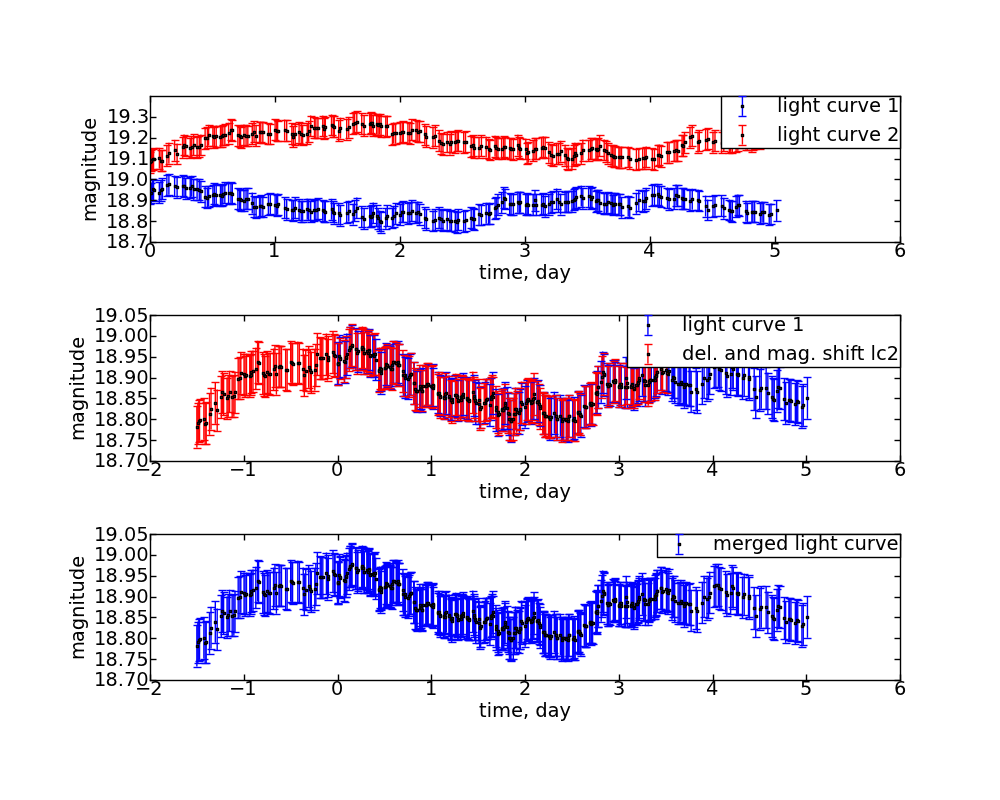 19.3
19.2
19.1
19.0
18.9
18.8
18.7
magnitude
light curve 1
light curve 2
0 1 2 3 4 5 6
time, day
19.05
19.00
18.95
18.90
18.85
18.80
18.75
18.70
magnitude
light curve 1
del. and mag. shift lc2
−2 −1 0 1 2 3 4 5 6
time, day
19.05
19.00
18.95
18.90
18.85
18.80
18.75
18.70
magnitude
merged light curve
−2 −1 0 1 2 3 4 5 6
time, day